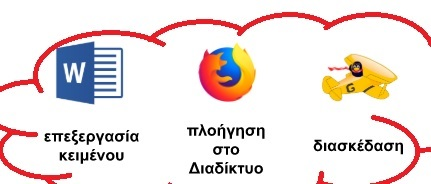 W
G
επεξεργασία
κειμένου
πλοήγηση
στο
Διαδίκτυο
διασκέδαση